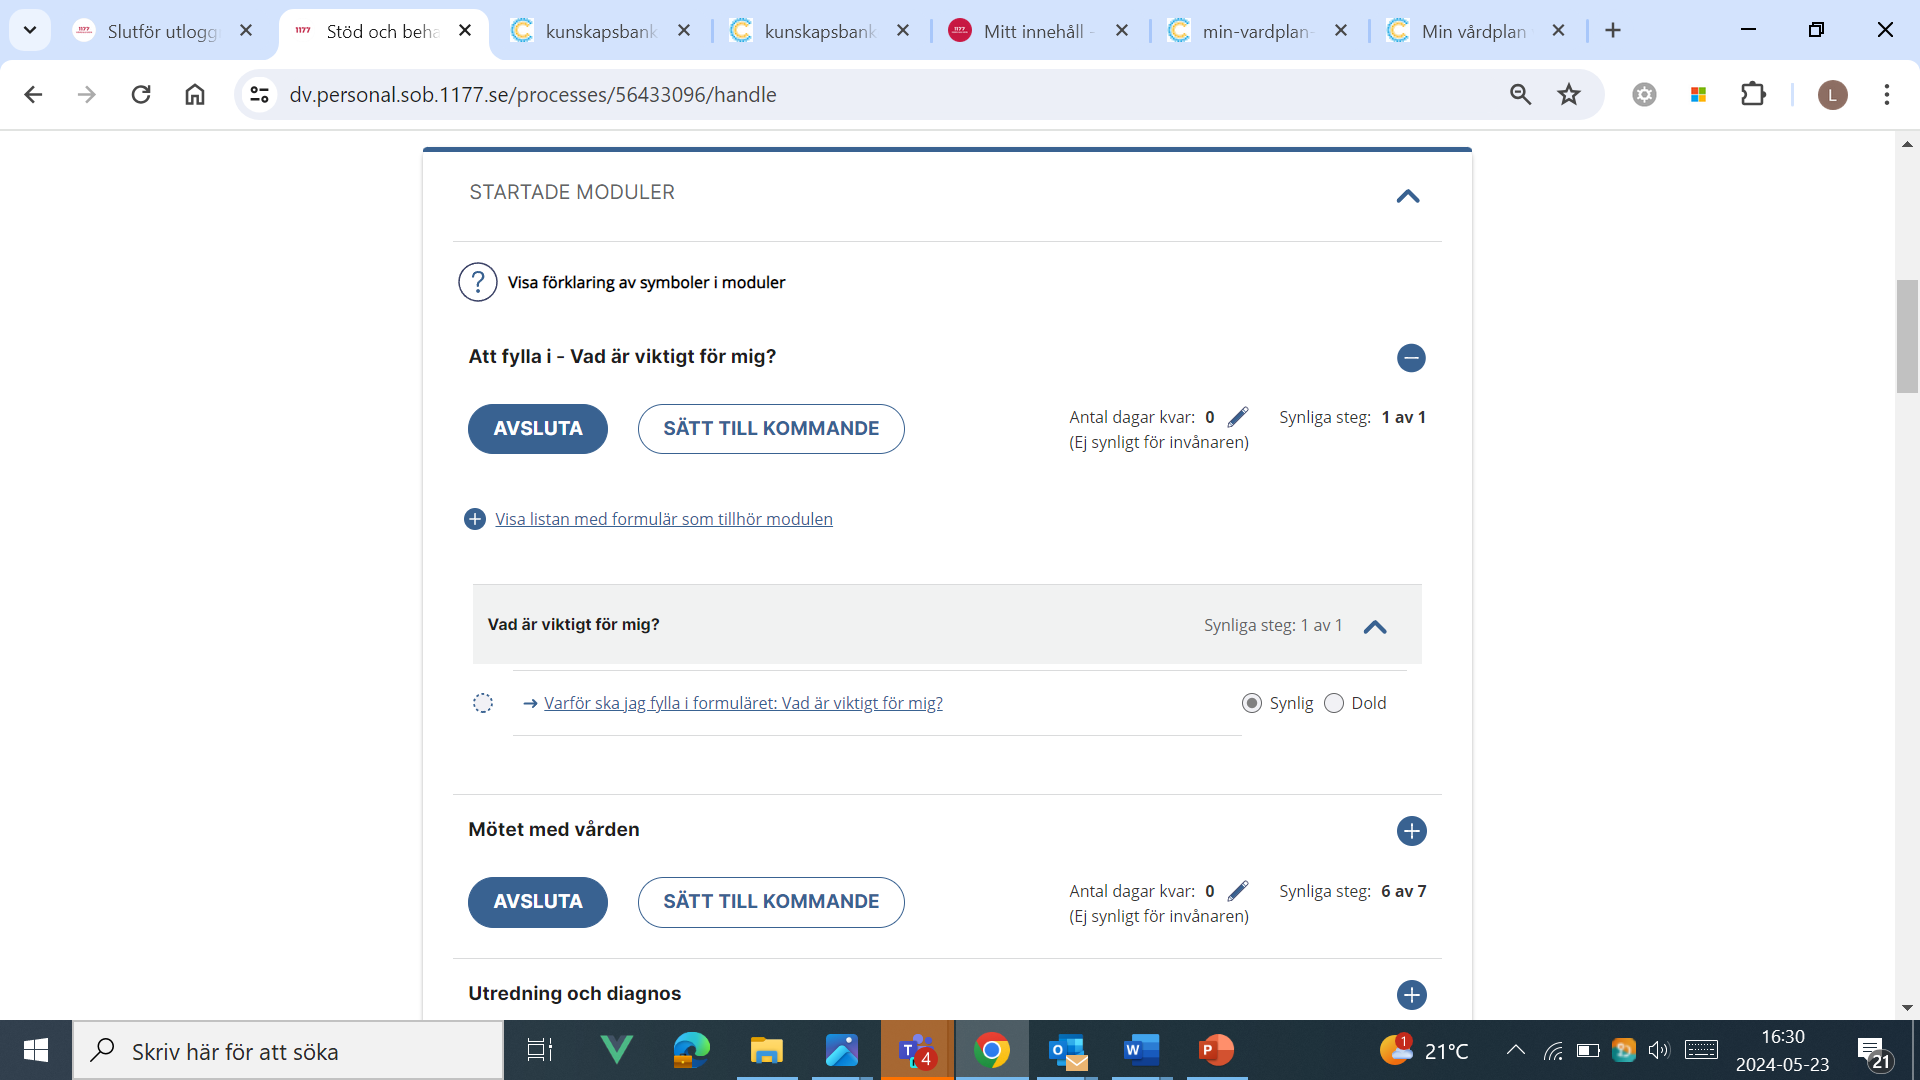 Slutför utlogg
Stöd och beha
kunskapsbank
kunskapsbank
Mitt innehåll -
min-vardplan-
Min vårdplan
dv.personal.sob.1177.se/processes/56433096/handle
L
STARTADE MODULER
? Visa förklaring av symboler i moduler
Att fylla i - Vad är viktigt för mig?
AVSLUTA
SÄTT TILL KOMMANDE
Antal dagar kvar: 0
Synliga steg: 1 av 1
(Ej synligt för invånaren)
Visa listan med formulär som tillhör modulen
Vad är viktigt för mig?
Synliga steg: 1 av 1
→ Varför ska jag fylla i formuläret: Vad är viktigt för mig?
Synlig
Dold
Mötet med vården
AVSLUTA
SÄTT TILL KOMMANDE
Antal dagar kvar: 0
Synliga steg: 6 av 7
(Ej synligt för invånaren)
Utredning och diagnos
Skriv här för att söka
4
1
21°C
16:30
2024-05-23
21